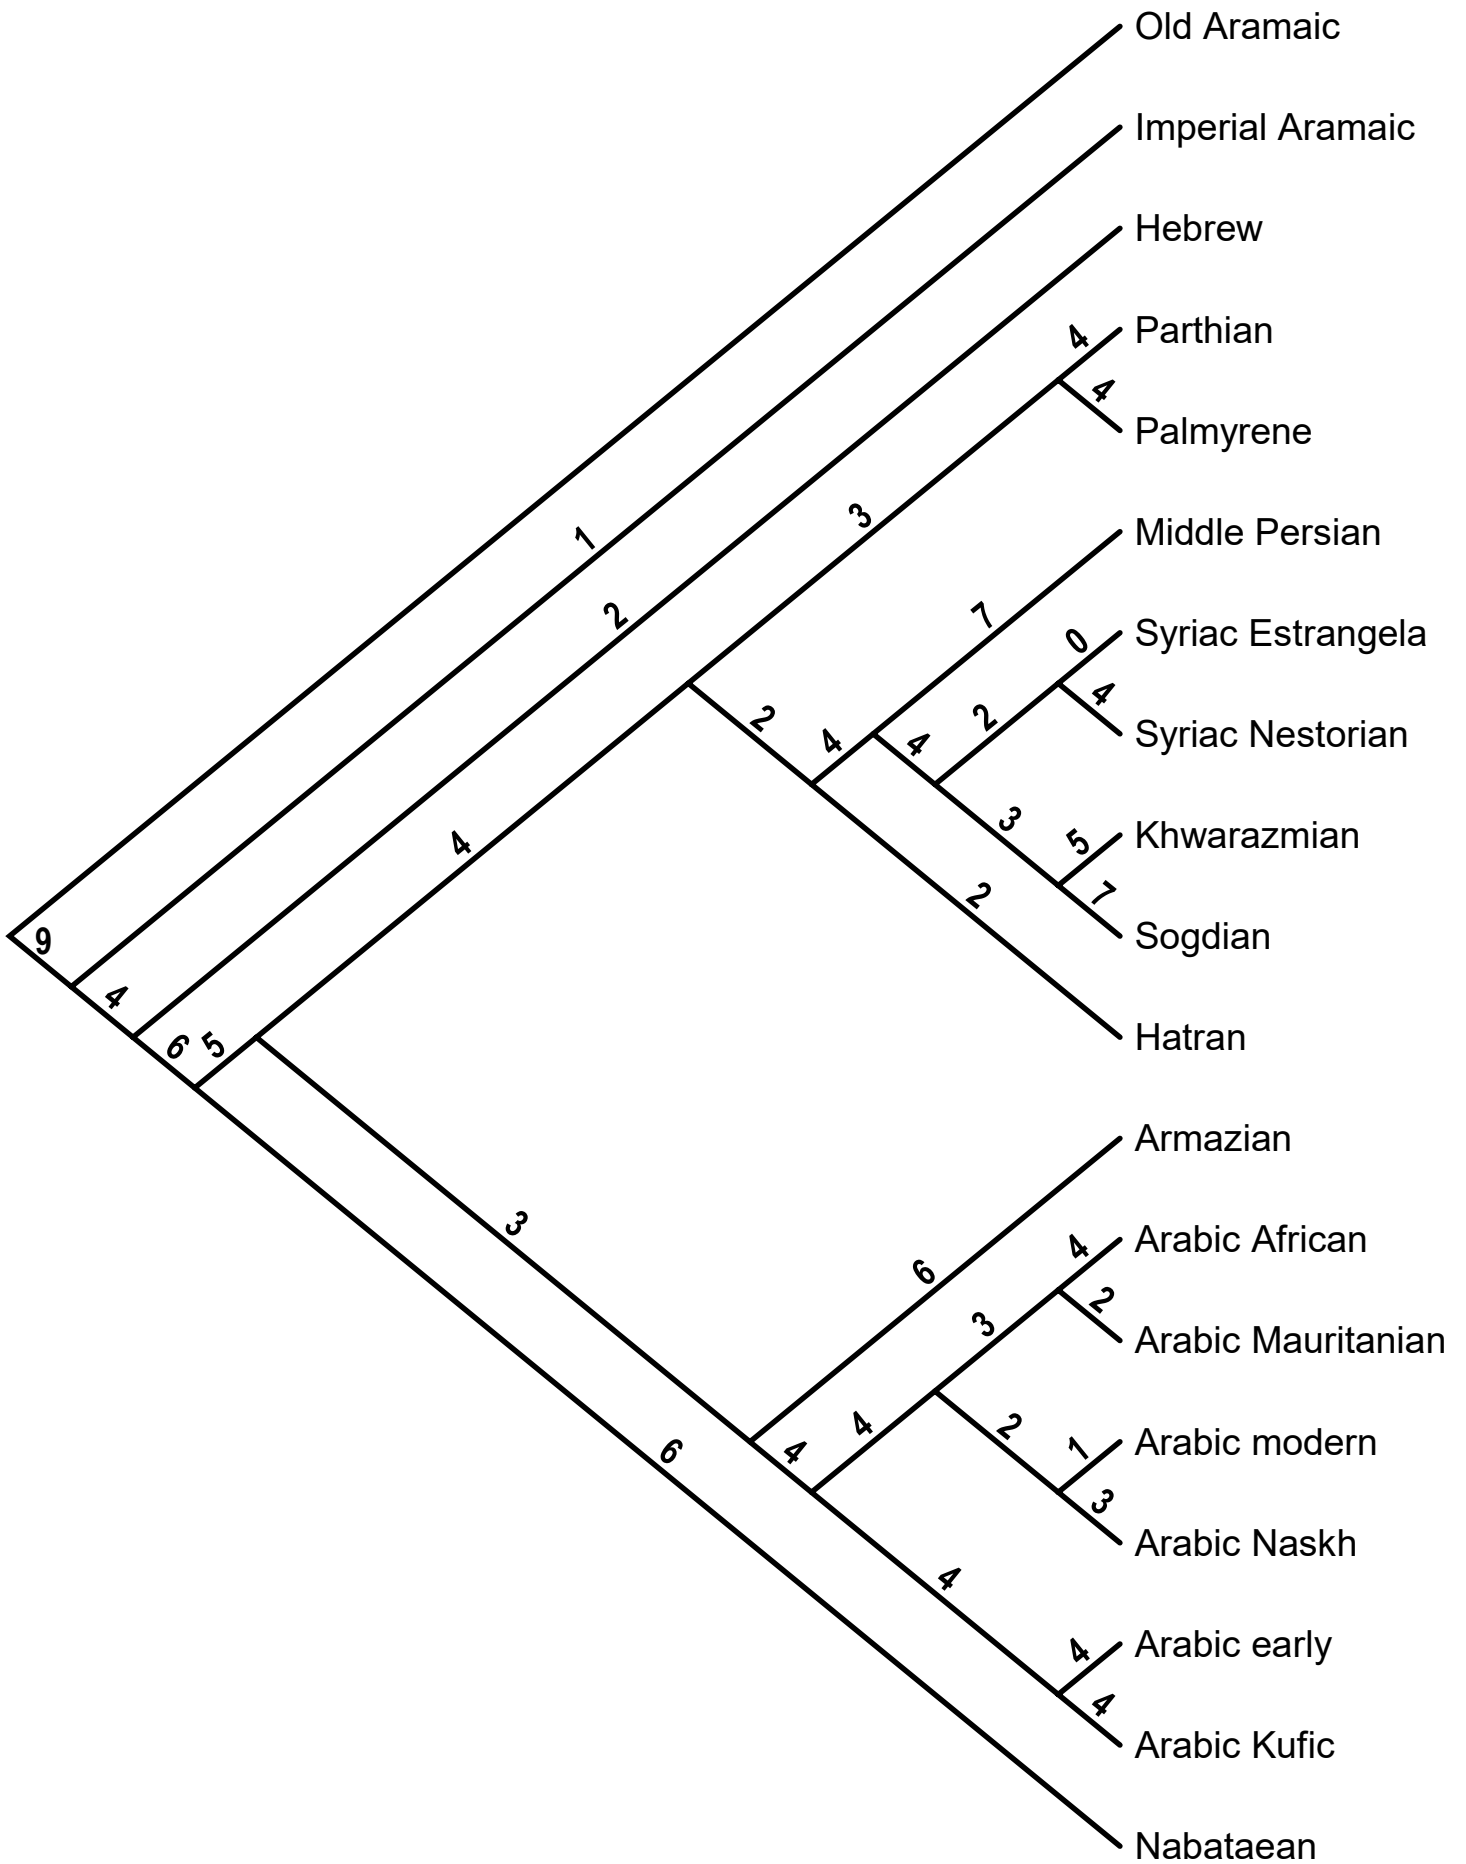 Old Aramaic
Imperial Aramaic
Hebrew
4
Parthian
4
Palmyrene
1
3
Middle Persian
2
7
0
Syriac Estrangela
4
2
2
4
4
Syriac Nestorian
4
3
5
Khwarazmian
2
7
9
Sogdian
4
6
5
Hatran
Armazian
3
6
4
Arabic African
2
3
Arabic Mauritanian
4
2
1
Arabic modern
6
4
3
Arabic Naskh
4
4
Arabic early
4
Arabic Kufic
Nabataean